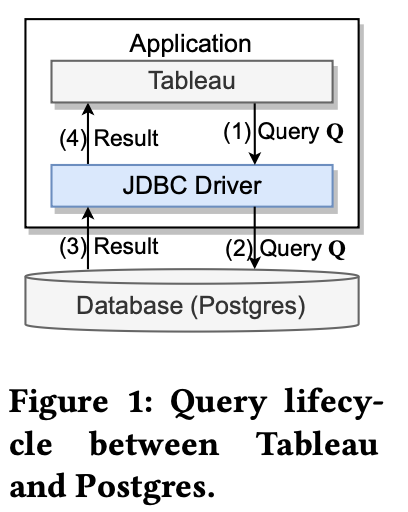 Application
Tableau
(4) Result
(1) Query Q
JDBC Driver
(3) Result
(2) Query Q
Database (Postgres)
Figure 1: Query lifecy-
cle between Tableau
and Postgres.